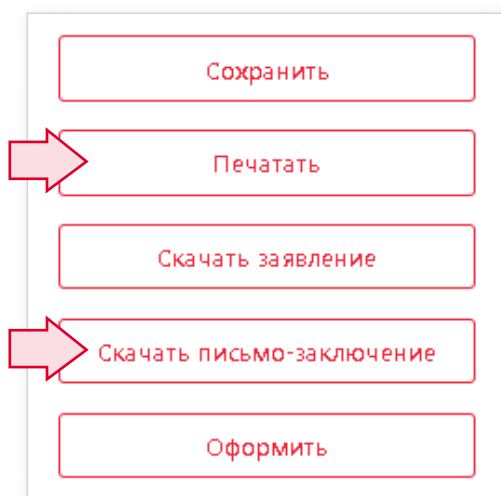 Сохранить
Печатать
Скачать заявление
Скачать письмо-заключение
Оформить